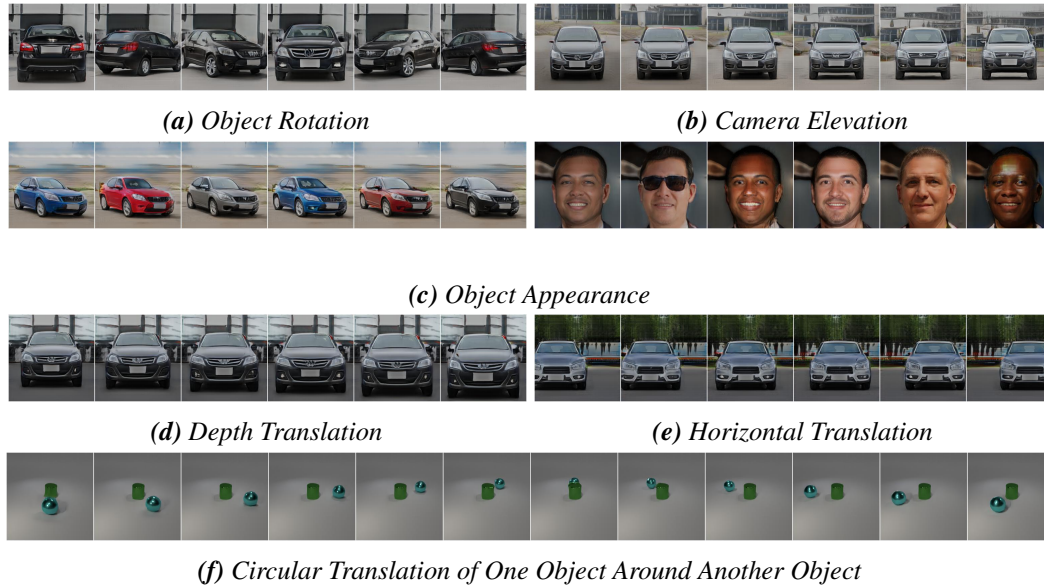 (a) Object Rotation
(b) Camera Elevation
(c) Object Appearance
(d) Depth Translation
(e) Horizontal Translation
(f) Circular Translation of One Object Around Another Object